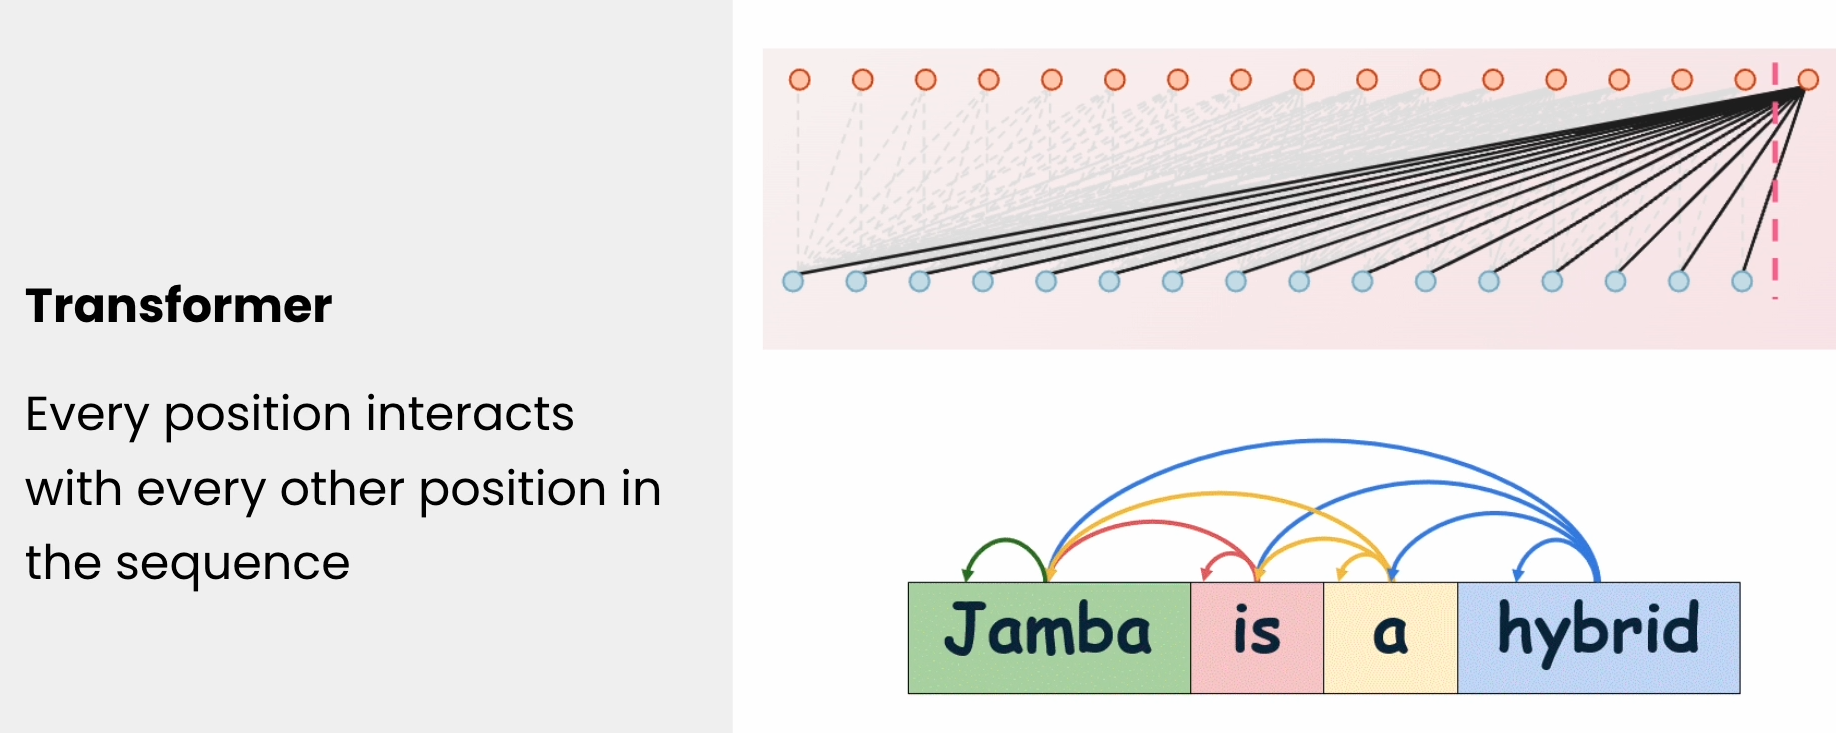 Transformer
Every position interacts
with every other position in
the sequence
Jamba is a hybrid